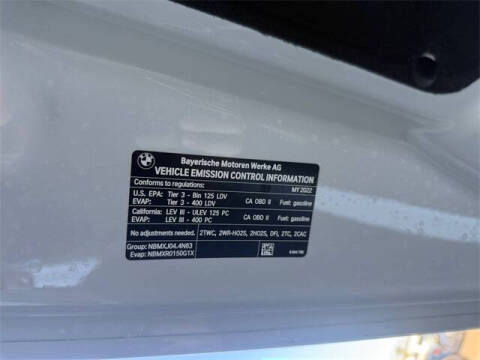 BMW
Bayerische Motoren Werke AG
VEHICLE EMISSION CONTROL INFORMATION
Conforms to regulations: MY 2022
U.S. EPA: Tier 3 - Bin 125 LDV CA OBD II Fuel: gasoline
EVAP: Tier 3 - 400 LDV
California: LEV III - ULEV 125 PC CA OBD II Fuel: gasoline
EVAP: LEV III - 400 PC
No adjustments needed. 2TWC, 2WR-HO2S, 2HO2S, DFI, 2TC, 2CAC
Group: NBMXJ04.4N63
Evap: NBMXR0150GTX